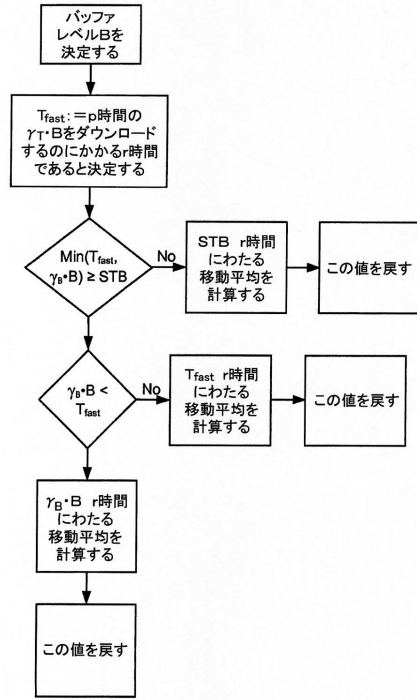 バッファ
レベルBを
決定する
Tfast:=p時間の
γT・Bをダウンロード
するのにかかるr時間
であると決定する
Min(Tfast,
γB・B) ≥ STB
No
STB r時間
にわたる
移動平均を
計算する
この値を戻す
γB・B <
Tfast
No
Tfast r時間
にわたる
移動平均を
計算する
この値を戻す
γB・B r時間
にわたる
移動平均を
計算する
この値を戻す